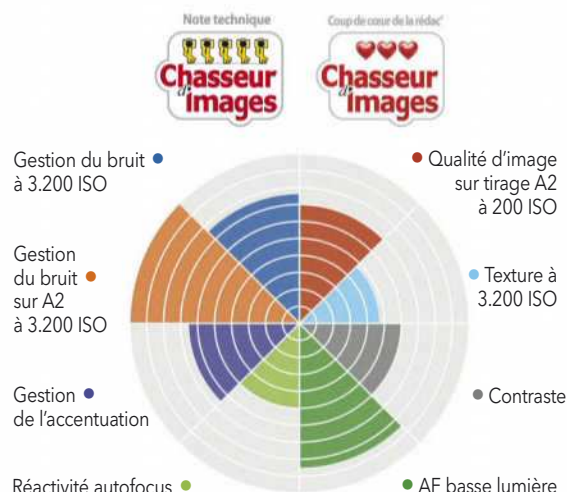 Note technique
Chasseur
d'Images
Coup de cœur de la rédac'
Chasseur
d'Images
Gestion du bruit
à 3.200 ISO
Qualité d'image
sur tirage A2
à 200 ISO
Gestion
du bruit
sur A2
à 3.200 ISO
Texture à
3.200 ISO
Gestion
de l'accentuation
Contraste
Réactivité autofocus
AF basse lumière